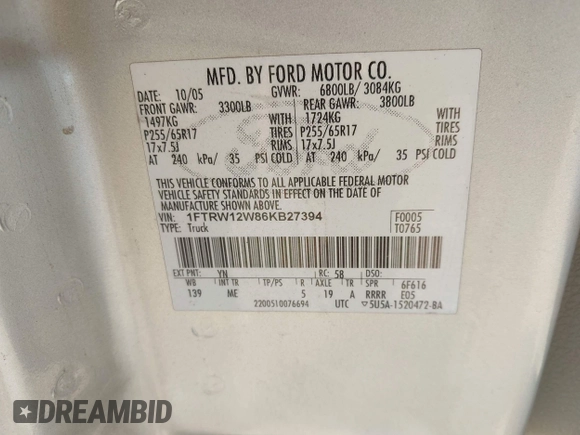 MFD. BY FORD MOTOR CO.
DATE: 10/05 GVWR: 6800LB/ 3084KG
FRONT GAWR: 3300LB REAR GAWR: 3800LB
1497KG WITH 1724KG WITH
P255/65R17 TIRES P255/65R17 TIRES
17x7.5J RIMS 17x7.5J RIMS
AT 240 kPa/ 35 PSI COLD AT 240 kPa/ 35 PSI COLD
THIS VEHICLE CONFORMS TO ALL APPLICABLE FEDERAL MOTOR
VEHICLE SAFETY STANDARDS IN EFFECT ON THE DATE OF
MANUFACTURE SHOWN ABOVE.
VIN: 1FTRW12W86KB27394 F0005
TYPE: Truck T0765
EXT PNT: YN RC: 58 DSO:
WB INT TR TP/PS R AXLE TR SPR 6F616
139 ME 5 19 A RRRR E05
2200510076694 UTC ▽5U5A-1520472-BA
Ford
DREAMBID